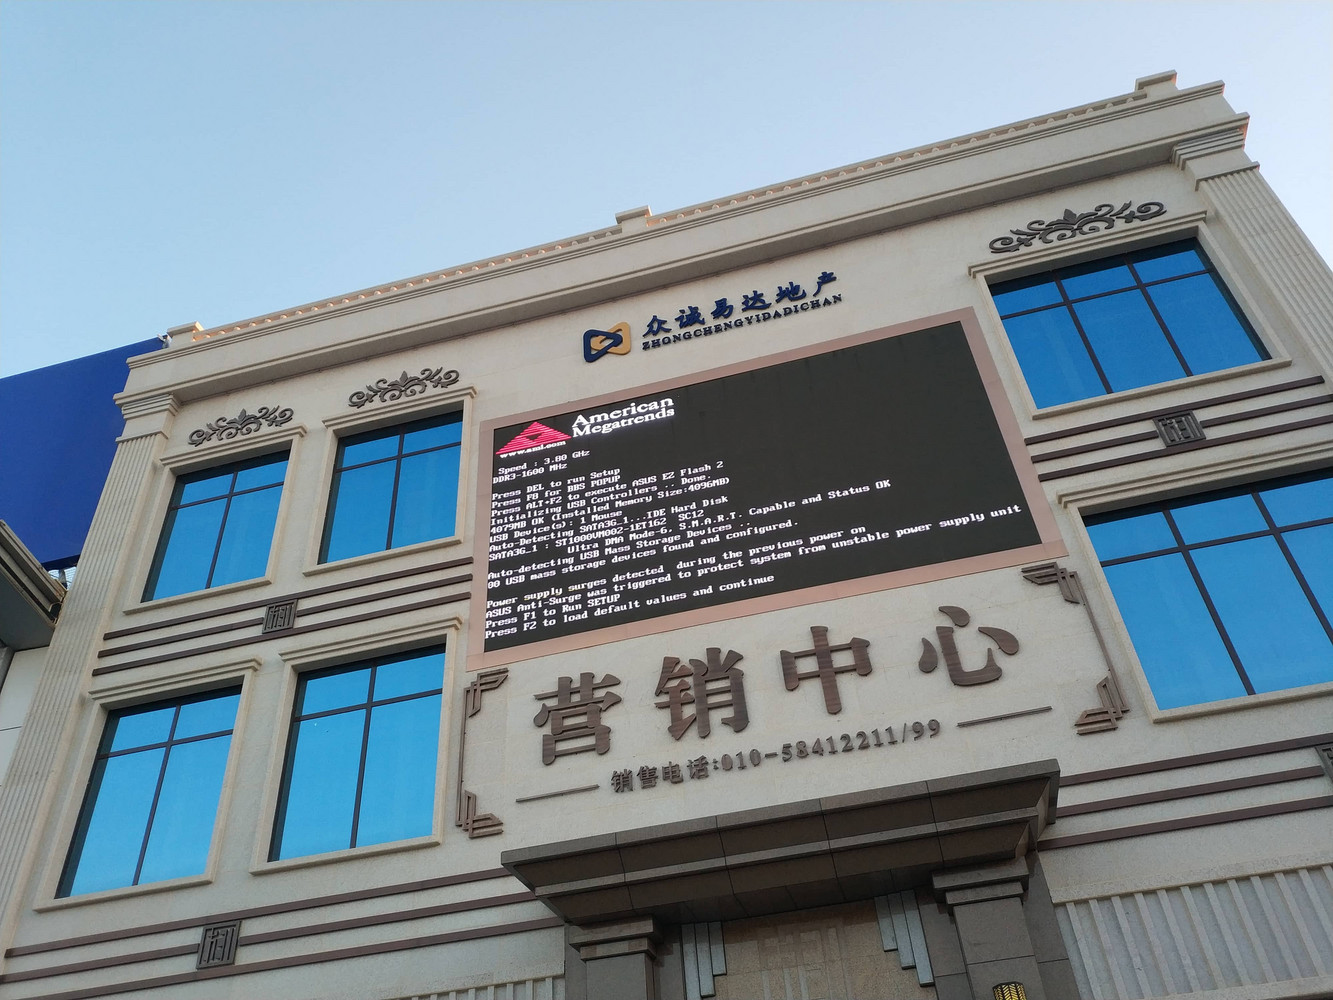 众诚易达地产
ZHONGCHENGYIDADICHAN
American
Megatrends
www.ami.com
Speed : 3.80 GHz
DDR3-1600 MHz
Press DEL to run Setup
Press F8 for BBS POPUP
Press ALT+F2 to execute ASUS EZ Flash 2
Initializing USB Controllers .. Done.
4079MB OK (Installed Memory Size:4096MB)
USB Device(s): 1 Mouse
Auto-Detecting SATA3G_1...IDE Hard Disk
SATA3G_1 : ST1000VM002-1ET162 SC12
Ultra DMA Mode-6, S.M.A.R.T. Capable and Status OK
Auto-detecting USB Mass Storage Devices ..
00 USB mass storage devices found and configured.
Power supply surges detected during the previous power on
ASUS Anti-Surge was triggered to protect system from unstable power supply unit
Press F1 to Run SETUP
Press F2 to load default values and continue
营销中心
销售电话:010-58412211/99